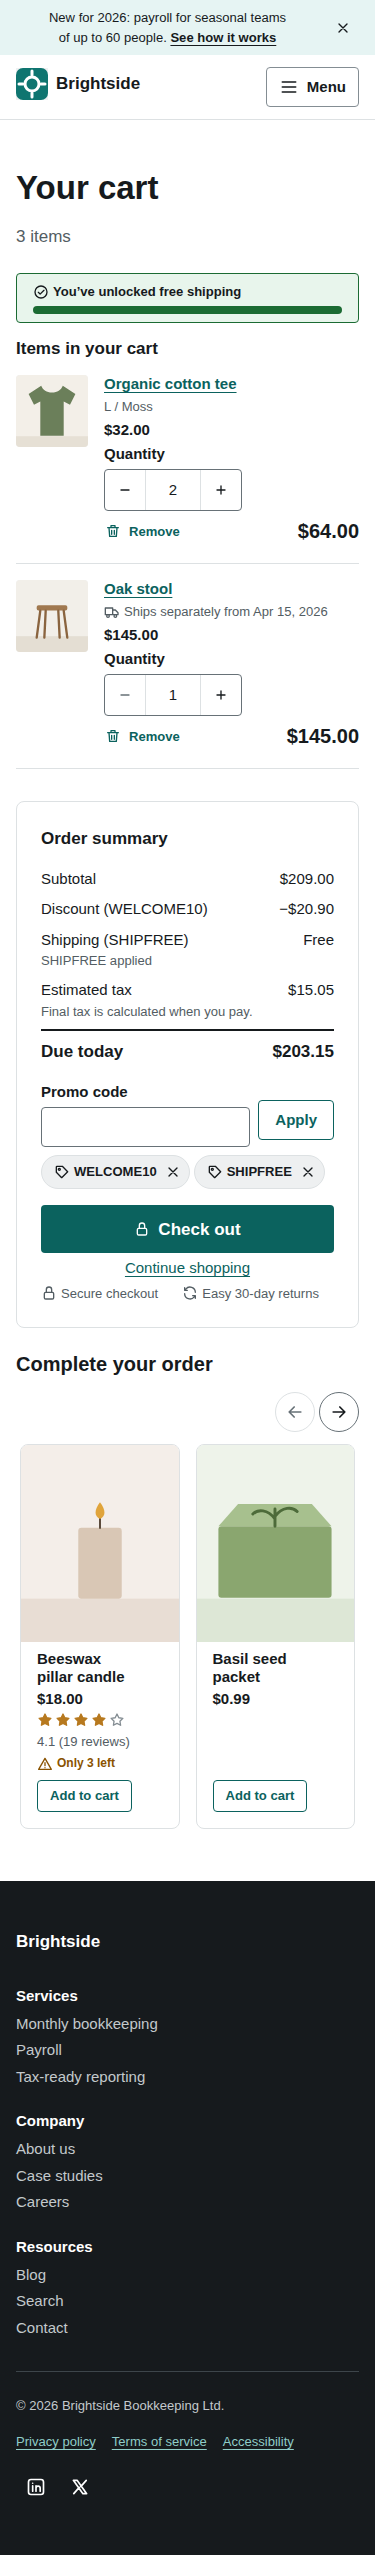 New for 2026: payroll for seasonal teams
of up to 60 people. See how it works
Brightside
Menu
Your cart
3 items
You’ve unlocked free shipping
Items in your cart
Organic cotton tee
L / Moss
$32.00
Quantity
− 2 +
Remove $64.00
Oak stool
Ships separately from Apr 15, 2026
$145.00
Quantity
− 1 +
Remove $145.00
Order summary
Subtotal $209.00
Discount (WELCOME10) −$20.90
Shipping (SHIPFREE) Free
SHIPFREE applied
Estimated tax $15.05
Final tax is calculated when you pay.
Due today $203.15
Promo code
Apply
WELCOME10 SHIPFREE
Check out
Continue shopping
Secure checkout Easy 30-day returns
Complete your order
Beeswax
pillar candle
$18.00
4.1 (19 reviews)
Only 3 left
Add to cart
Basil seed
packet
$0.99
Add to cart
Brightside
Services
Monthly bookkeeping
Payroll
Tax-ready reporting
Company
About us
Case studies
Careers
Resources
Blog
Search
Contact
© 2026 Brightside Bookkeeping Ltd.
Privacy policy Terms of service Accessibility